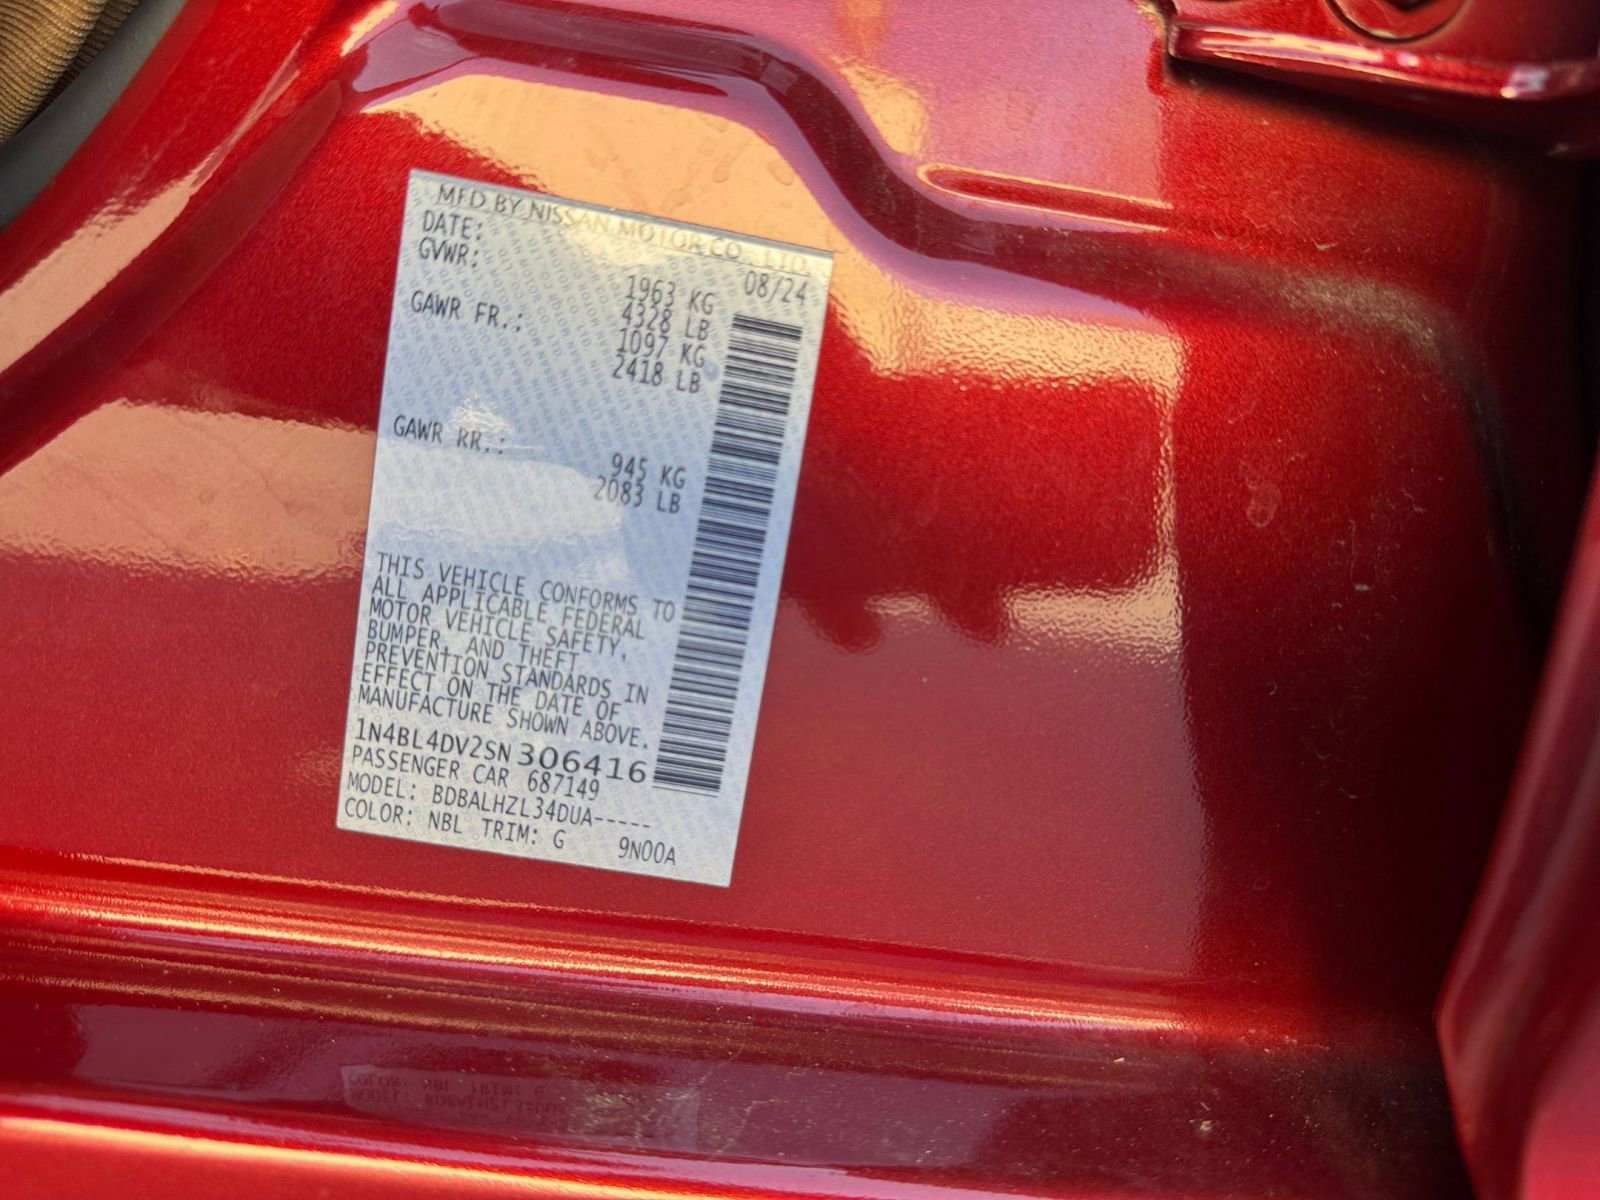 MFD BY NISSAN MOTOR CO., LTD.
DATE: 08/24
GVWR: 1963 KG
4328 LB
GAWR FR.: 1097 KG
2418 LB
GAWR RR.: 945 KG
2083 LB
THIS VEHICLE CONFORMS TO
ALL APPLICABLE FEDERAL
MOTOR VEHICLE SAFETY,
BUMPER, AND THEFT
PREVENTION STANDARDS IN
EFFECT ON THE DATE OF
MANUFACTURE SHOWN ABOVE.
1N4BL4DV2SN306416
PASSENGER CAR 687149
MODEL: BDBALHZL34DUA-----
COLOR: NBL TRIM: G 9N00A